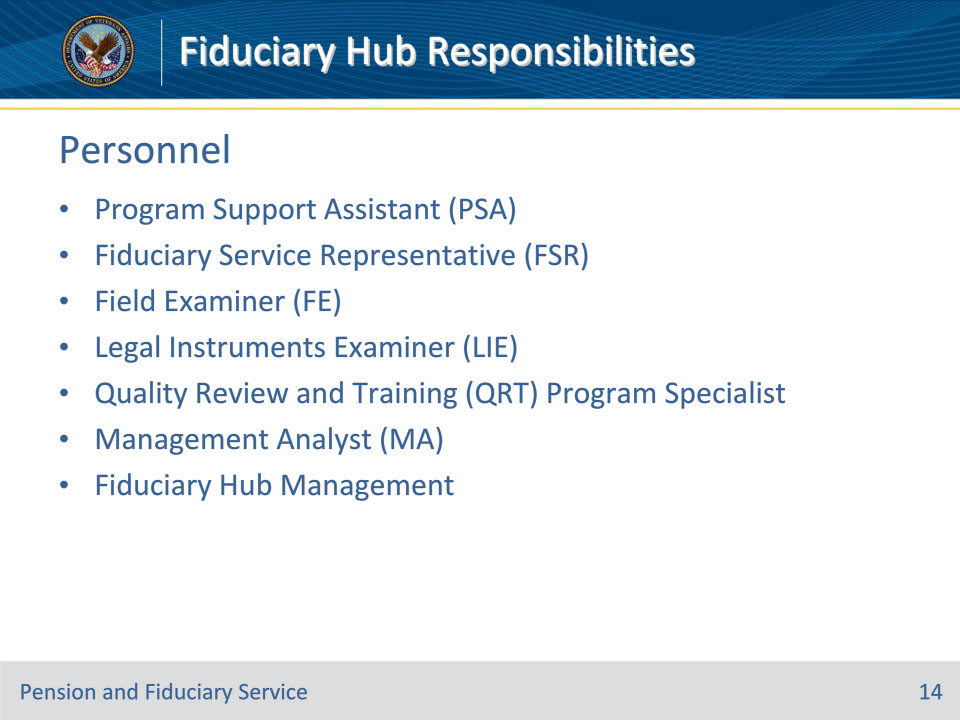 Fiduciary Hub Responsibilities
Personnel
• Program Support Assistant (PSA)
• Fiduciary Service Representative (FSR)
• Field Examiner (FE)
• Legal Instruments Examiner (LIE)
• Quality Review and Training (QRT) Program Specialist
• Management Analyst (MA)
• Fiduciary Hub Management
Pension and Fiduciary Service
14